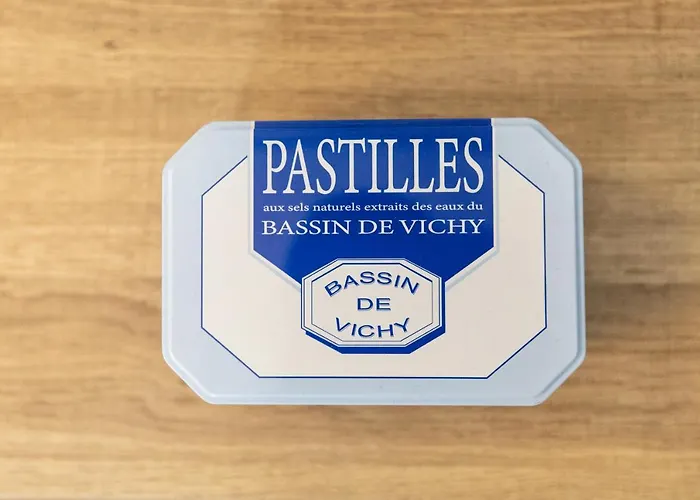 PASTILLES
aux sels naturels extraits des eaux du
BASSIN DE VICHY
BASSIN
DE
VICHY